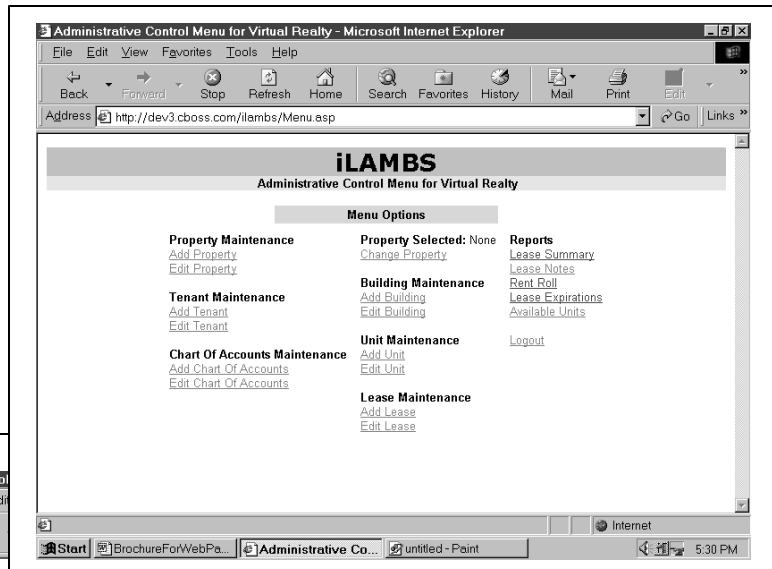 Administrative Control Menu for Virtual Realty - Microsoft Internet Explorer
File Edit View Favorites Tools Help
Back Forward Stop Refresh Home Search Favorites History Mail Print Edit »
Address http://dev3.cboss.com/ilambs/Menu.asp Go Links »
iLAMBS
Administrative Control Menu for Virtual Realty
Menu Options
Property Maintenance
Add Property
Edit Property
Tenant Maintenance
Add Tenant
Edit Tenant
Chart Of Accounts Maintenance
Add Chart Of Accounts
Edit Chart Of Accounts
Property Selected: None
Change Property
Building Maintenance
Add Building
Edit Building
Unit Maintenance
Add Unit
Edit Unit
Lease Maintenance
Add Lease
Edit Lease
Reports
Lease Summary
Lease Notes
Rent Roll
Lease Expirations
Available Units
Logout
Internet
Start BrochureForWebPa... Administrative Co... untitled - Paint 5:30 PM